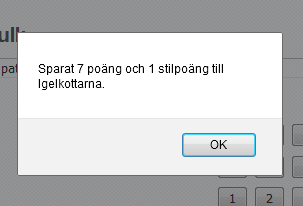 Sparat 7 poäng och 1 stilpoäng till
Igelkottarna.
OK
1 2